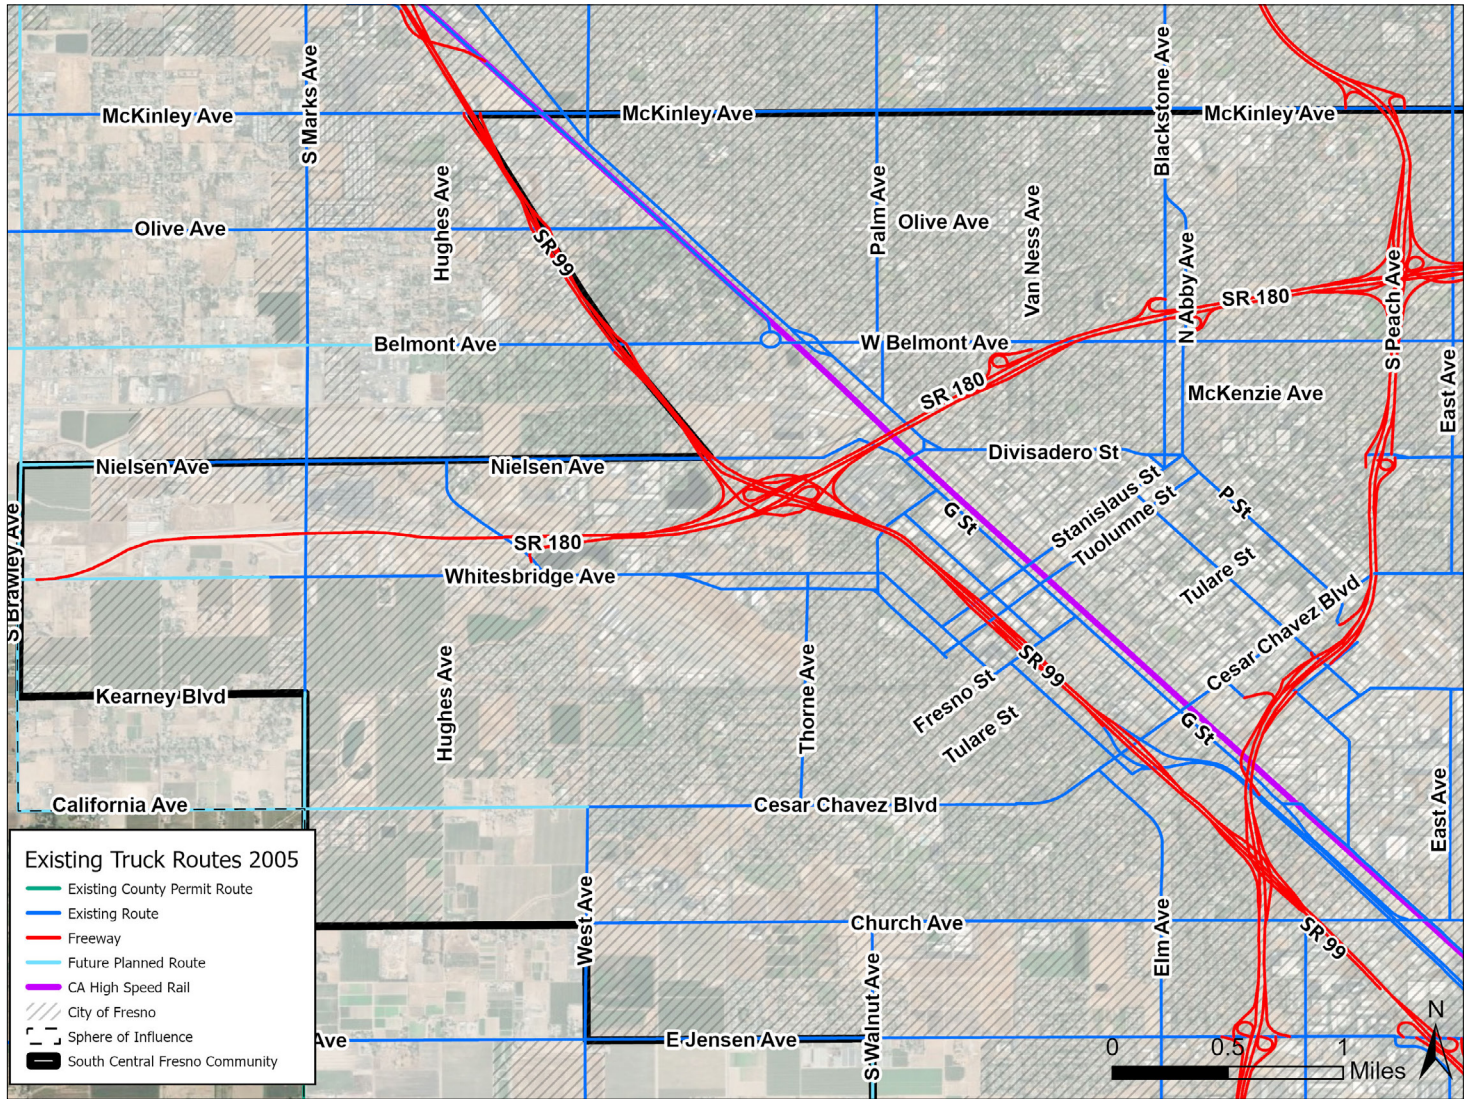 S Marks Ave
Blackstone Ave
McKinley Ave
McKinley Ave
McKinley Ave
Hughes Ave
Palm Ave
Olive Ave
Olive Ave
Van Ness Ave
SR 99
N Abby Ave
S Peach Ave
SR 180
Belmont Ave
W Belmont Ave
SR 180
McKenzie Ave
East Ave
Nielsen Ave
Nielsen Ave
Divisadero St
Stanislaus St
Tuolumne St
P St
G St
S Brawley Ave
SR 180
Whitesbridge Ave
Tulare St
Cesar Chavez Blvd
Kearney Blvd
Hughes Ave
Thorne Ave
SR 99
Fresno St
Tulare St
G St
California Ave
Cesar Chavez Blvd
East Ave
West Ave
Church Ave
Elm Ave
SR 99
S Walnut Ave
Ave
E Jensen Ave
Existing Truck Routes 2005
Existing County Permit Route
Existing Route
Freeway
Future Planned Route
CA High Speed Rail
City of Fresno
Sphere of Influence
South Central Fresno Community
N
0 0.5 1
Miles